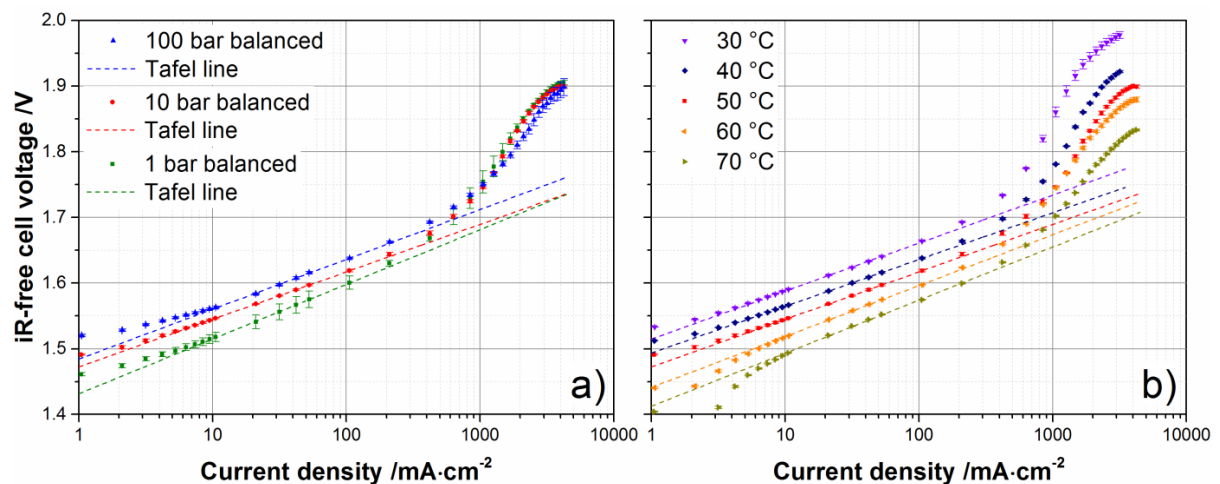 iR-free cell voltage /V
2.0
1.9
1.8
1.7
1.6
1.5
1.4
100 bar balanced
Tafel line
10 bar balanced
Tafel line
1 bar balanced
Tafel line
a)
1
10
100
1000
10000
Current density /mA·cm⁻²
30 °C
40 °C
50 °C
60 °C
70 °C
b)
1
10
100
1000
10000
Current density /mA·cm⁻²